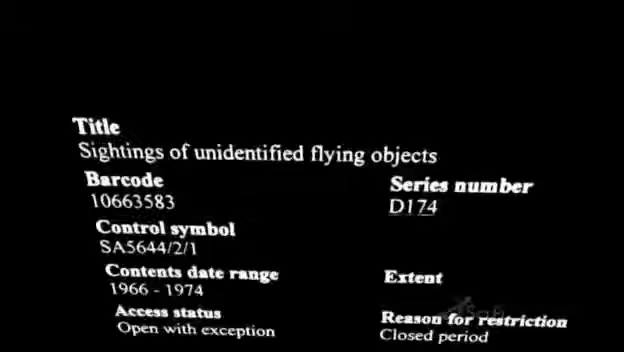 Title
Sightings of unidentified flying objects
Barcode
10663583
Series number
D174
Control symbol
SA5644/2/1
Contents date range
1966 - 1974
Extent
Access status
Open with exception
Reason for restriction
Closed period